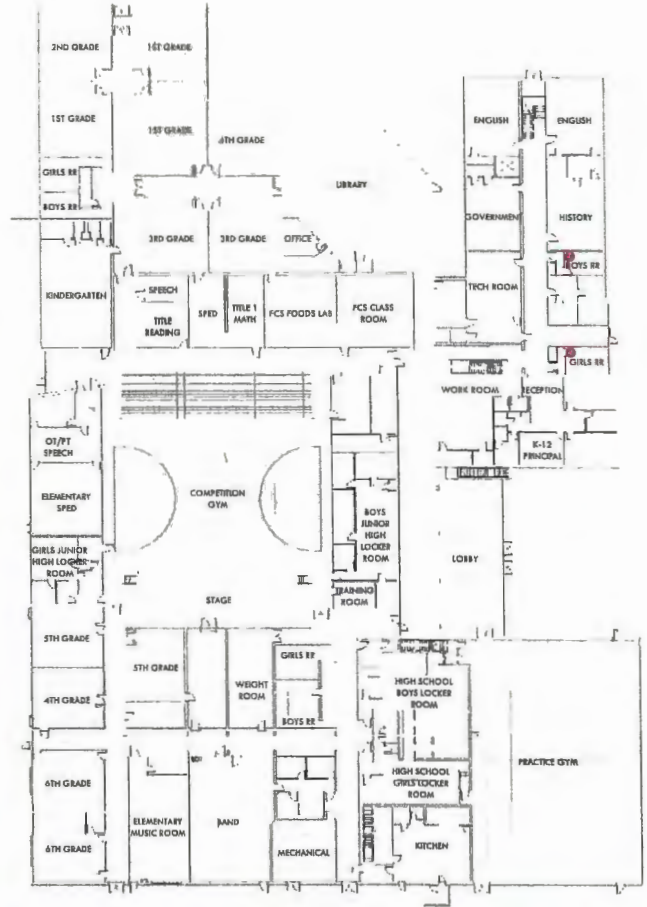 2ND GRADE
1ST GRADE
1ST GRADE
1ST GRADE
4TH GRADE
GIRLS RR
BOYS RR
LIBRARY
3RD GRADE
3RD GRADE
OFFICE
KINDERGARTEN
SPEECH
TITLE
READING
SPED
TITLE 1
MATH
FCS FOODS LAB
FCS CLASS
ROOM
ENGLISH
ENGLISH
GOVERNMENT
HISTORY
BOYS RR
TECH ROOM
GIRLS RR
WORK ROOM
RECEPTION
K-12
PRINCIPAL
OT/PT
SPEECH
ELEMENTARY
SPED
GIRLS JUNIOR
HIGH LOCKER
ROOM
COMPETITION
GYM
BOYS
JUNIOR
HIGH
LOCKER
ROOM
LOBBY
TRAINING
ROOM
STAGE
5TH GRADE
4TH GRADE
5TH GRADE
WEIGHT
ROOM
GIRLS RR
BOYS RR
HIGH SCHOOL
BOYS LOCKER
ROOM
PRACTICE GYM
HIGH SCHOOL
GIRLS LOCKER
ROOM
6TH GRADE
6TH GRADE
ELEMENTARY
MUSIC ROOM
BAND
MECHANICAL
KITCHEN